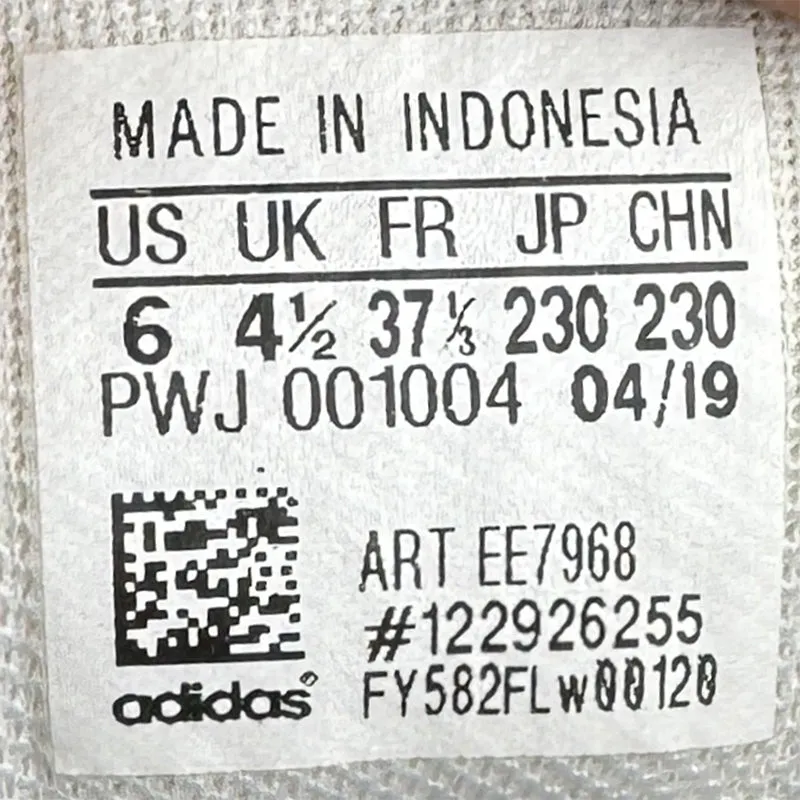 MADE IN INDONESIA
US UK FR JP CHN
6 4½ 37⅓ 230 230
PWJ 001004 04/19
ART EE7968
#122926255
adidas® FY582FLW00120